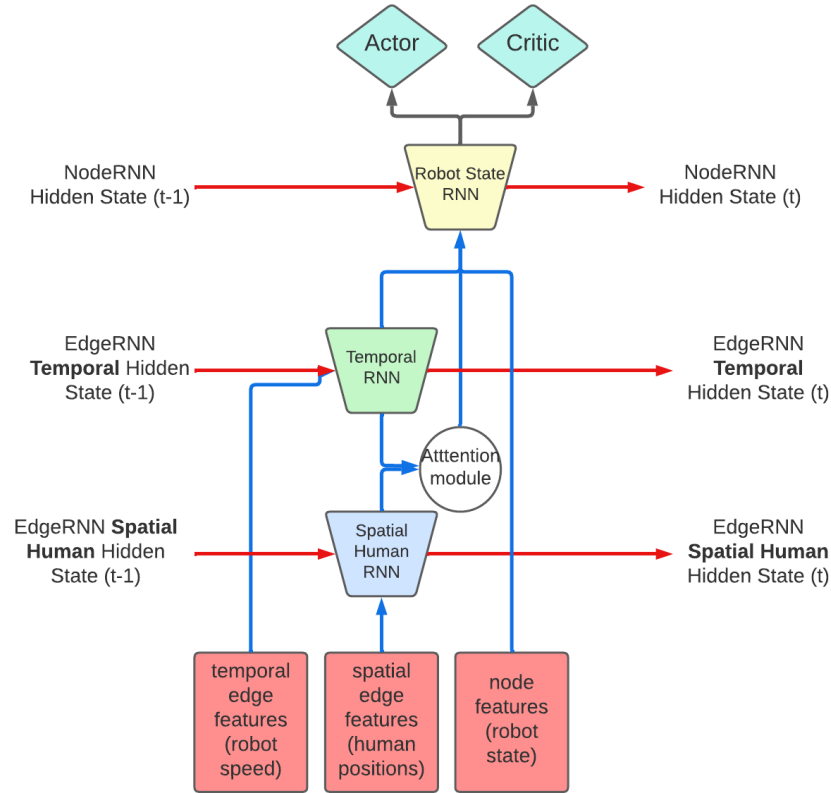 Actor
Critic
NodeRNN
Hidden State (t-1)
Robot State
RNN
NodeRNN
Hidden State (t)
EdgeRNN
Temporal Hidden
State (t-1)
Temporal
RNN
EdgeRNN
Temporal
Hidden State (t)
Atttention
module
EdgeRNN Spatial
Human Hidden
State (t-1)
Spatial
Human
RNN
EdgeRNN
Spatial Human
Hidden State (t)
temporal
edge
features
(robot
speed)
spatial
edge
features
(human
positions)
node
features
(robot
state)